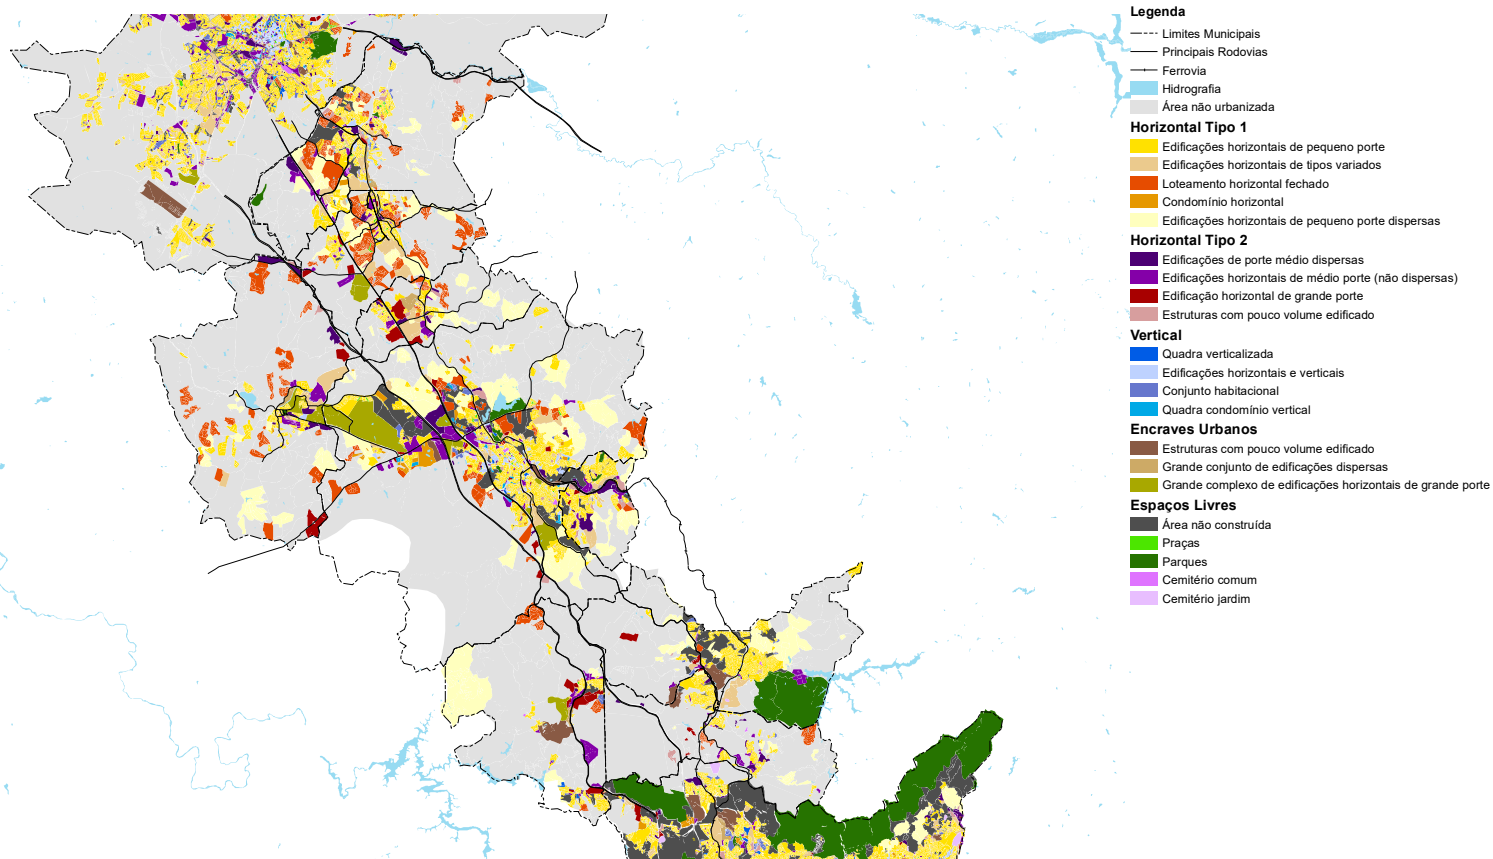 Legenda
Limites Municipais
Principais Rodovias
Ferrovia
Hidrografia
Área não urbanizada
Horizontal Tipo 1
Edificações horizontais de pequeno porte
Edificações horizontais de tipos variados
Loteamento horizontal fechado
Condomínio horizontal
Edificações horizontais de pequeno porte dispersas
Horizontal Tipo 2
Edificações de porte médio dispersas
Edificações horizontais de médio porte (não dispersas)
Edificação horizontal de grande porte
Estruturas com pouco volume edificado
Vertical
Quadra verticalizada
Edificações horizontais e verticais
Conjunto habitacional
Quadra condomínio vertical
Encraves Urbanos
Estruturas com pouco volume edificado
Grande conjunto de edificações dispersas
Grande complexo de edificações horizontais de grande porte
Espaços Livres
Área não construída
Praças
Parques
Cemitério comum
Cemitério jardim